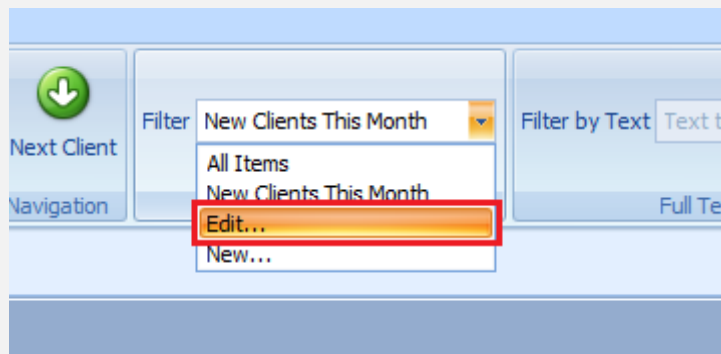 Next Client
Navigation
Filter
New Clients This Month
All Items
New Clients This Month
Edit...
New...
Filter by Text
Text t
Full Te